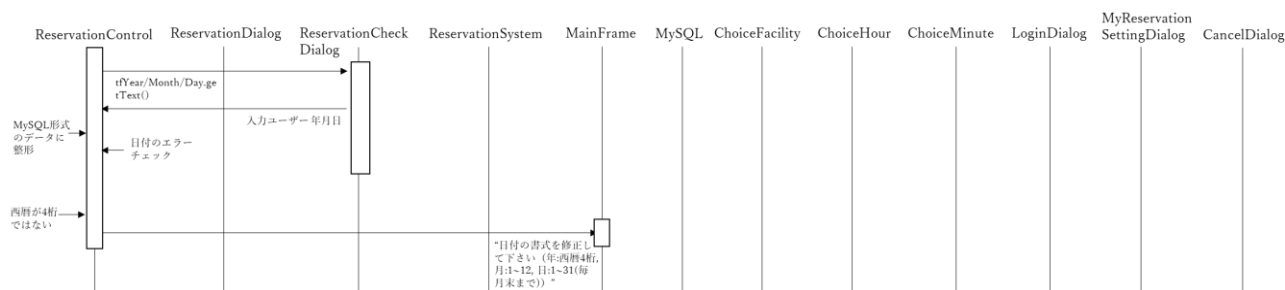 ReservationControl
ReservationDialog
ReservationCheck
Dialog
ReservationSystem
MainFrame
MySQL
ChoiceFacility
ChoiceHour
ChoiceMinute
LoginDialog
MyReservation
SettingDialog
CancelDialog
tfYear/Month/Day.ge
tText()
入力ユーザー 年月日
MySQL形式
のデータに
整形
日付のエラー
チェック
西暦が4桁
ではない
"日付の書式を修正し
て下さい（年:西暦4桁,
月:1~12, 日:1~31(毎
月末まで)）"